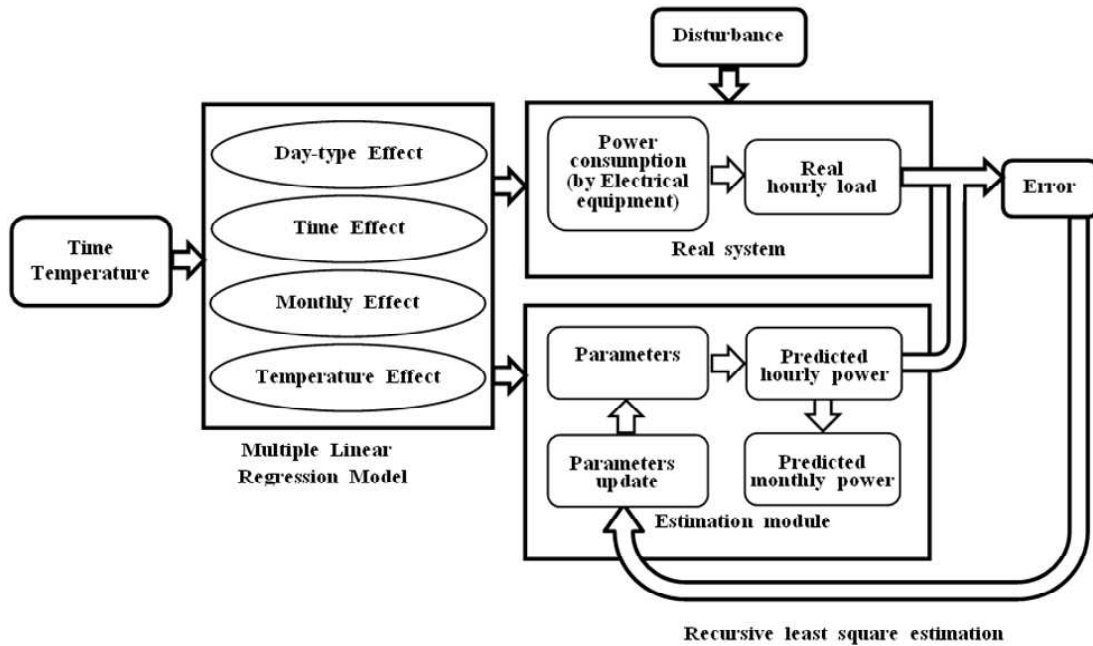 Disturbance
Day-type Effect
Time Effect
Monthly Effect
Temperature Effect
Time
Temperature
Multiple Linear
Regression Model
Power
consumption
(by Electrical
equipment)
Real
hourly load
Real system
Error
Parameters
Predicted
hourly power
Parameters
update
Predicted
monthly power
Estimation module
Recursive least square estimation